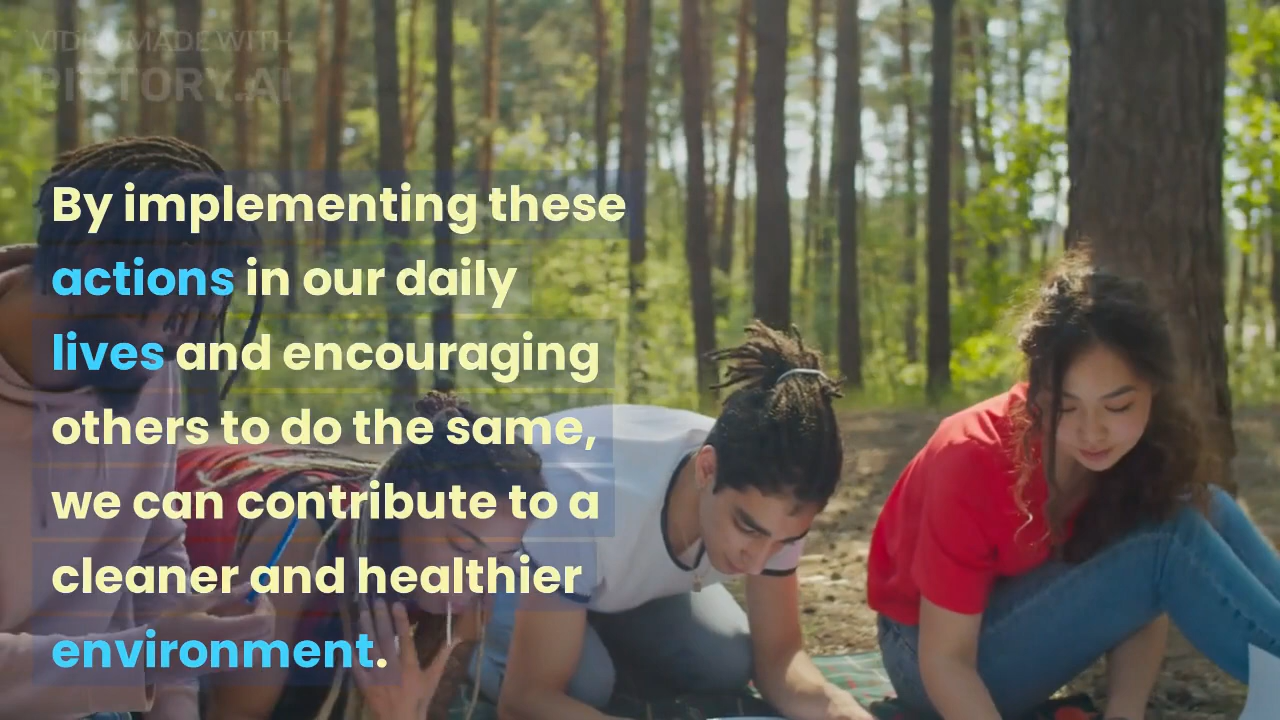 VIDEO MADE WITH
PICTORY.AI
By implementing these
actions in our daily
lives and encouraging
others to do the same,
we can contribute to a
cleaner and healthier
environment.